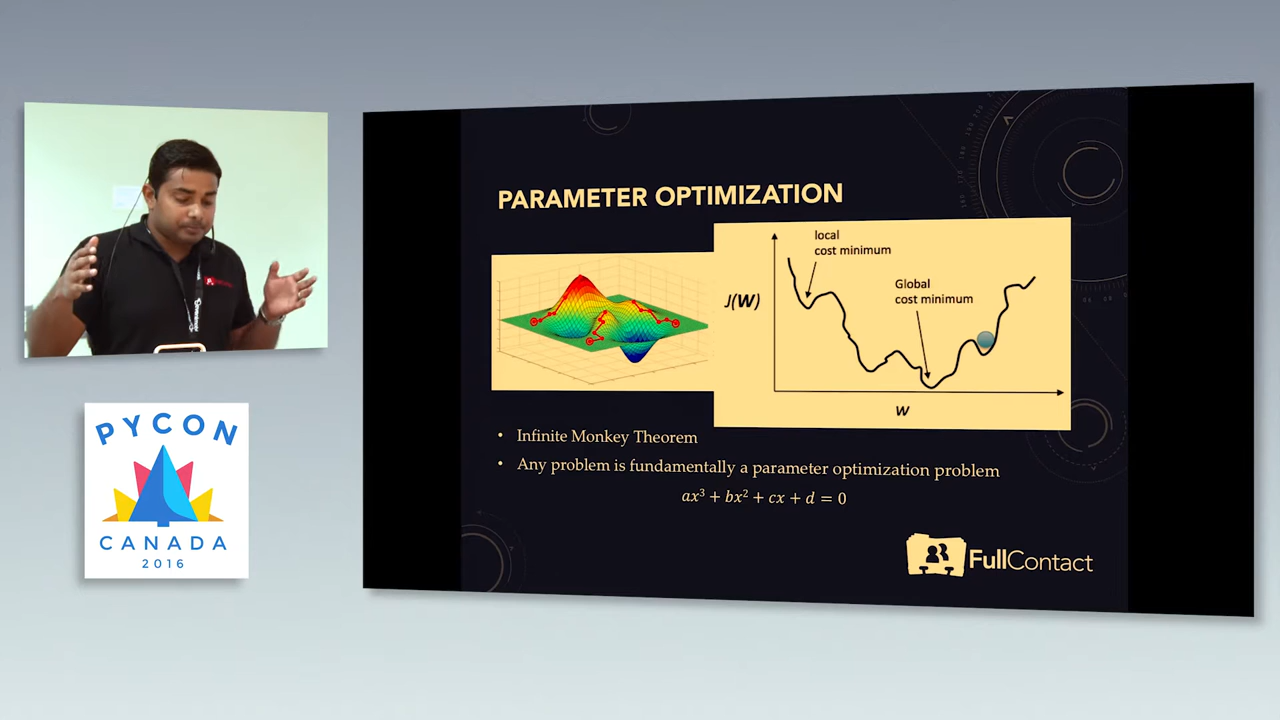 PARAMETER OPTIMIZATION
local
cost minimum
Global
cost minimum
J(W)
W
• Infinite Monkey Theorem
• Any problem is fundamentally a parameter optimization problem
ax³ + bx² + cx + d = 0
FullContact
PYCON
CANADA
2016